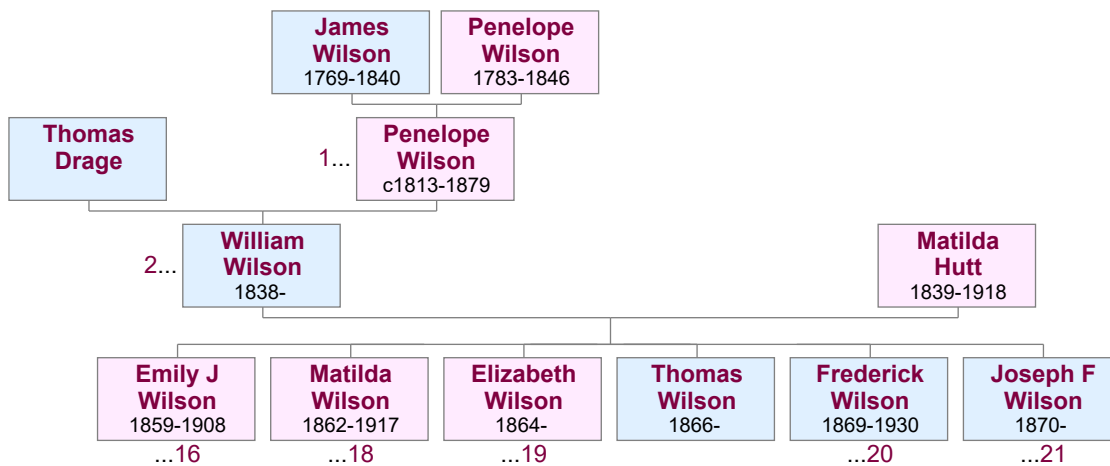 James
Wilson
1769-1840
Penelope
Wilson
1783-1846
Thomas
Drage
1...
Penelope
Wilson
c1813-1879
2...
William
Wilson
1838-
Matilda
Hutt
1839-1918
Emily J
Wilson
1859-1908
Matilda
Wilson
1862-1917
Elizabeth
Wilson
1864-
Thomas
Wilson
1866-
Frederick
Wilson
1869-1930
Joseph F
Wilson
1870-
...16
...18
...19
...20
...21